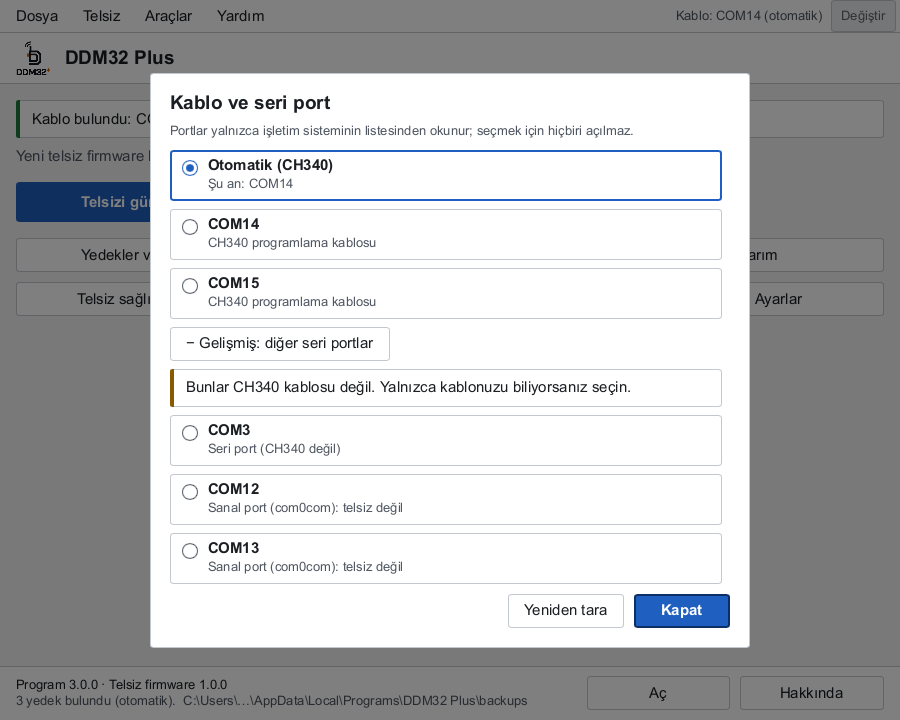 Dosya Telsiz Araçlar Yardım Kablo: COM14 (otomatik) Değiştir
DDM32+ DDM32 Plus
Kablo bulundu: CO
Yeni telsiz firmware
Telsizi gü
Yedekler v
arım
Telsiz sağlı
Ayarlar
Kablo ve seri port
Portlar yalnızca işletim sisteminin listesinden okunur; seçmek için hiçbiri açılmaz.
Otomatik (CH340)
Şu an: COM14
COM14
CH340 programlama kablosu
COM15
CH340 programlama kablosu
− Gelişmiş: diğer seri portlar
Bunlar CH340 kablosu değil. Yalnızca kablonuzu biliyorsanız seçin.
COM3
Seri port (CH340 değil)
COM12
Sanal port (com0com): telsiz değil
COM13
Sanal port (com0com): telsiz değil
Yeniden tara Kapat
Program 3.0.0 · Telsiz firmware 1.0.0
3 yedek bulundu (otomatik). C:\Users\…\AppData\Local\Programs\DDM32 Plus\backups
Aç Hakkında